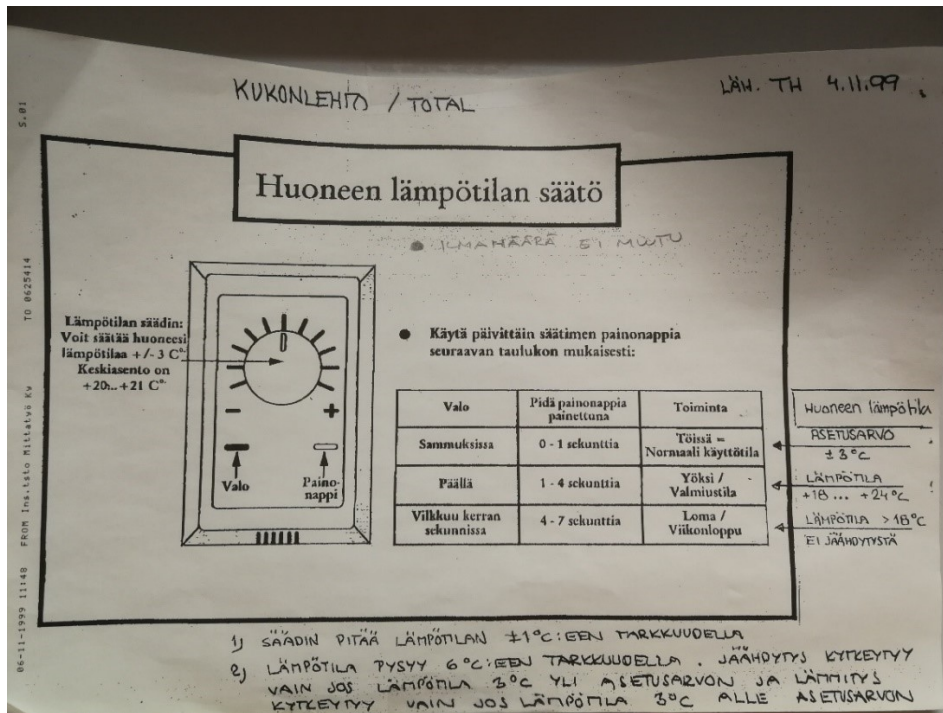 KUKONLEHTO / TOTAL
LÄH. TH 4.11.99
Huoneen lämpötilan säätö
● ILMAMÄÄRÄ EI MUUTU
Lämpötilan säädin:
Voit säätää huoneesi
lämpötilaa +/- 3 C°
Keskiasento on
+20... +21 C°
- +
Valo
Paino-
nappi
● Käytä päivittäin säätimen painonappia
seuraavan taulukon mukaisesti:
Valo Pidä painonappia painettuna Toiminta Huoneen lämpötila
Sammuksissa 0 - 1 sekunttia Töissä = Normaali käyttötila ASETUSARVO ± 3°C
Päällä 1 - 4 sekunttia Yöksi / Valmiustila LÄMPÖTILA +18 ... +24°C
Vilkkuu kerran sekunnissa 4 - 7 sekunttia Loma / Viikonloppu LÄMPÖTILA > 18°C EI JÄÄHDYTYSTÄ
1) SÄÄDIN PITÄÄ LÄMPÖTILAN ±1°C:EEN TARKKUUDELLA
2) LÄMPÖTILA PYSYY 6°C:EEN TARKKUUDELLA. JÄÄHDYTYS KYTKEYTYY
VAIN JOS LÄMPÖTILA 3°C YLI ASETUSARVON JA LÄMMITYS
KYTKEYTYY VAIN JOS LÄMPÖTILA 3°C ALLE ASETUSARVON
06-11-1999 11:48 FROM Ins.tsto Mittatyö Ky TO 0625414 S.01